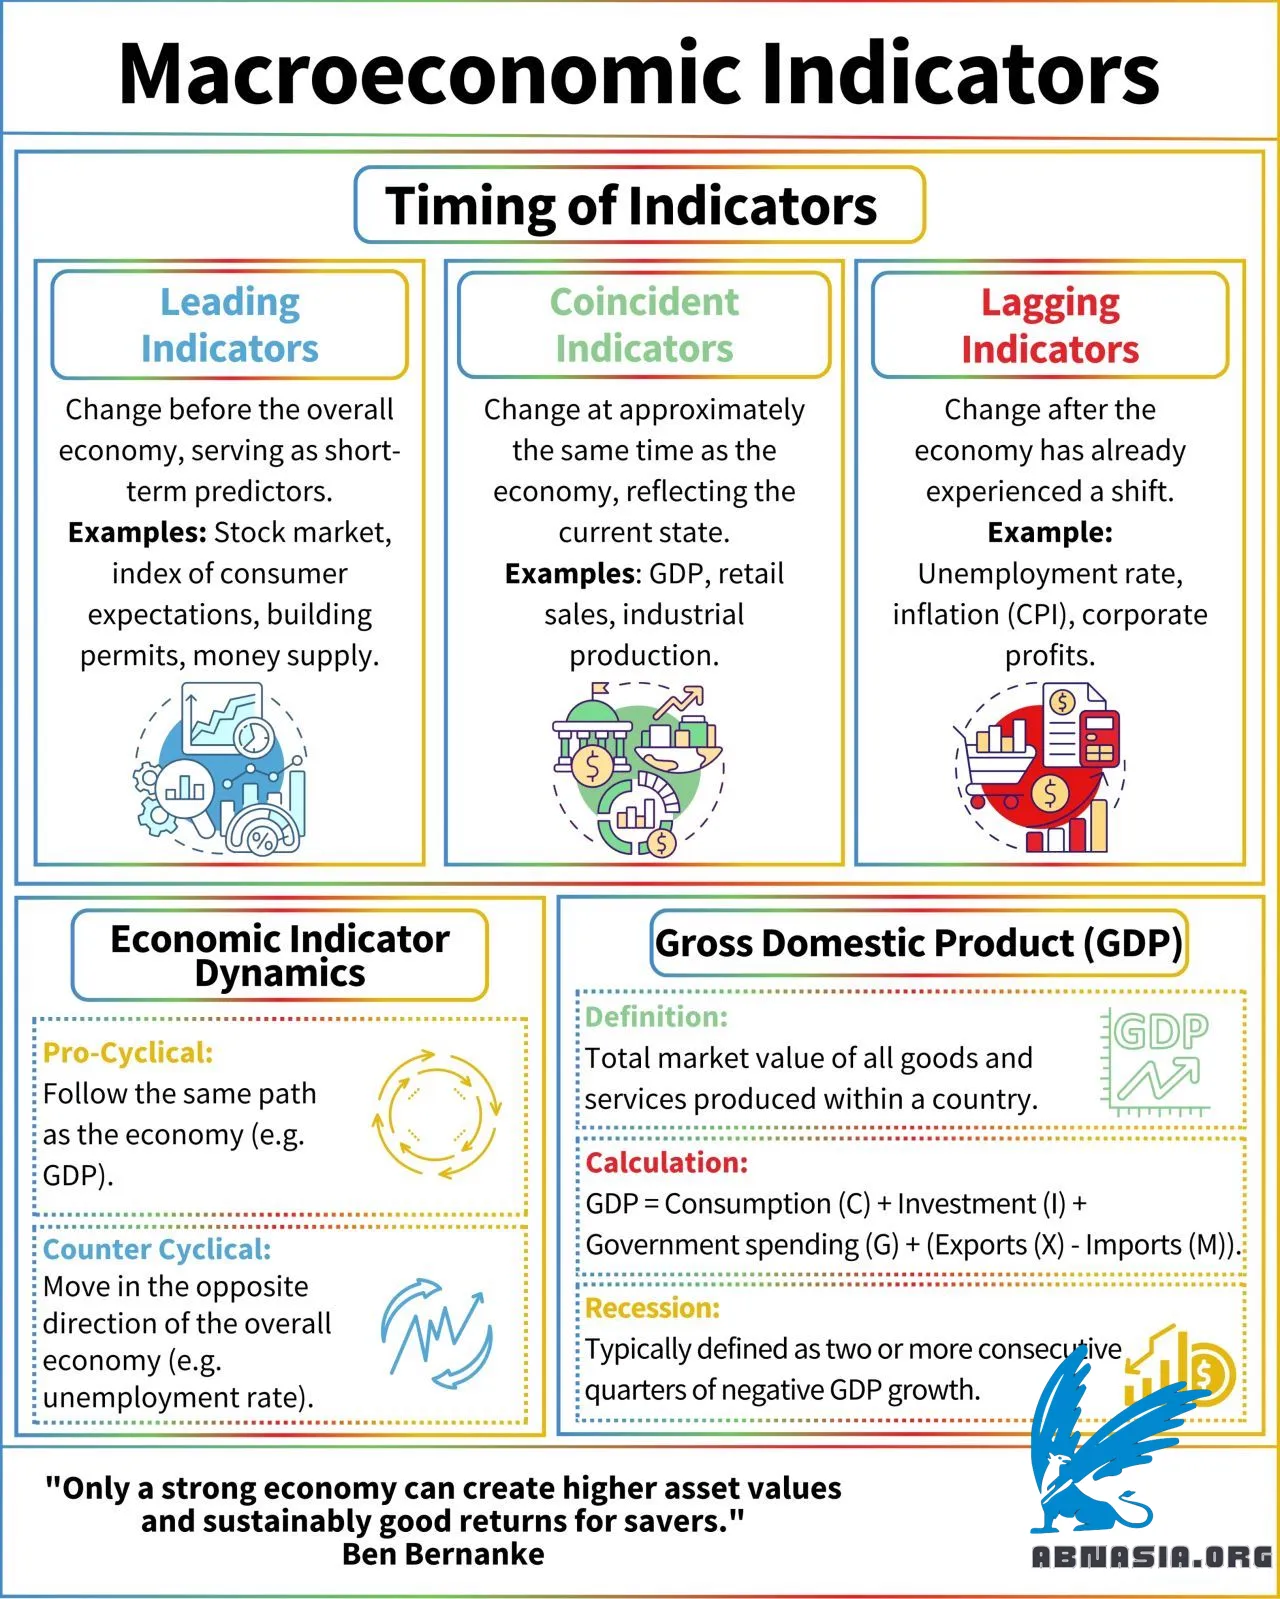 Macroeconomic Indicators
Timing of Indicators
Leading
Indicators
Change before the overall
economy, serving as short-
term predictors.
Examples: Stock market,
index of consumer
expectations, building
permits, money supply.
Coincident
Indicators
Change at approximately
the same time as the
economy, reflecting the
current state.
Examples: GDP, retail
sales, industrial
production.
Lagging
Indicators
Change after the
economy has already
experienced a shift.
Example:
Unemployment rate,
inflation (CPI), corporate
profits.
Economic Indicator
Dynamics
Pro-Cyclical:
Follow the same path
as the economy (e.g.
GDP).
Counter Cyclical:
Move in the opposite
direction of the overall
economy (e.g.
unemployment rate).
Gross Domestic Product (GDP)
Definition:
Total market value of all goods and
services produced within a country.
GDP
Calculation:
GDP = Consumption (C) + Investment (I) +
Government spending (G) + (Exports (X) - Imports (M)).
Recession:
Typically defined as two or more consecutive
quarters of negative GDP growth.
"Only a strong economy can create higher asset values
and sustainably good returns for savers."
Ben Bernanke
ABNASIA.ORG